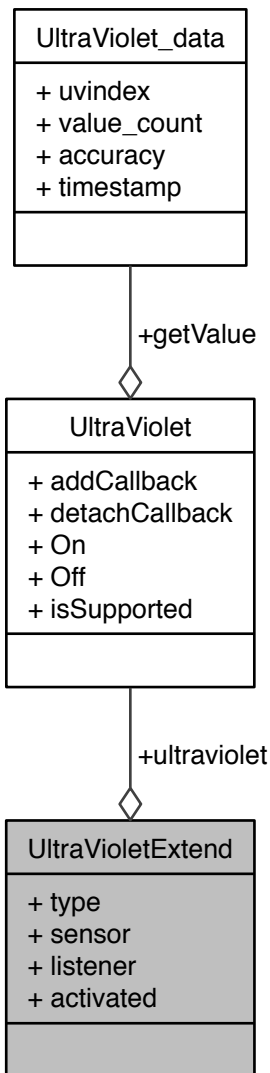 UltraViolet_data
+ uvindex
+ value_count
+ accuracy
+ timestamp
+getValue
UltraViolet
+ addCallback
+ detachCallback
+ On
+ Off
+ isSupported
+ultraviolet
UltraVioletExtend
+ type
+ sensor
+ listener
+ activated